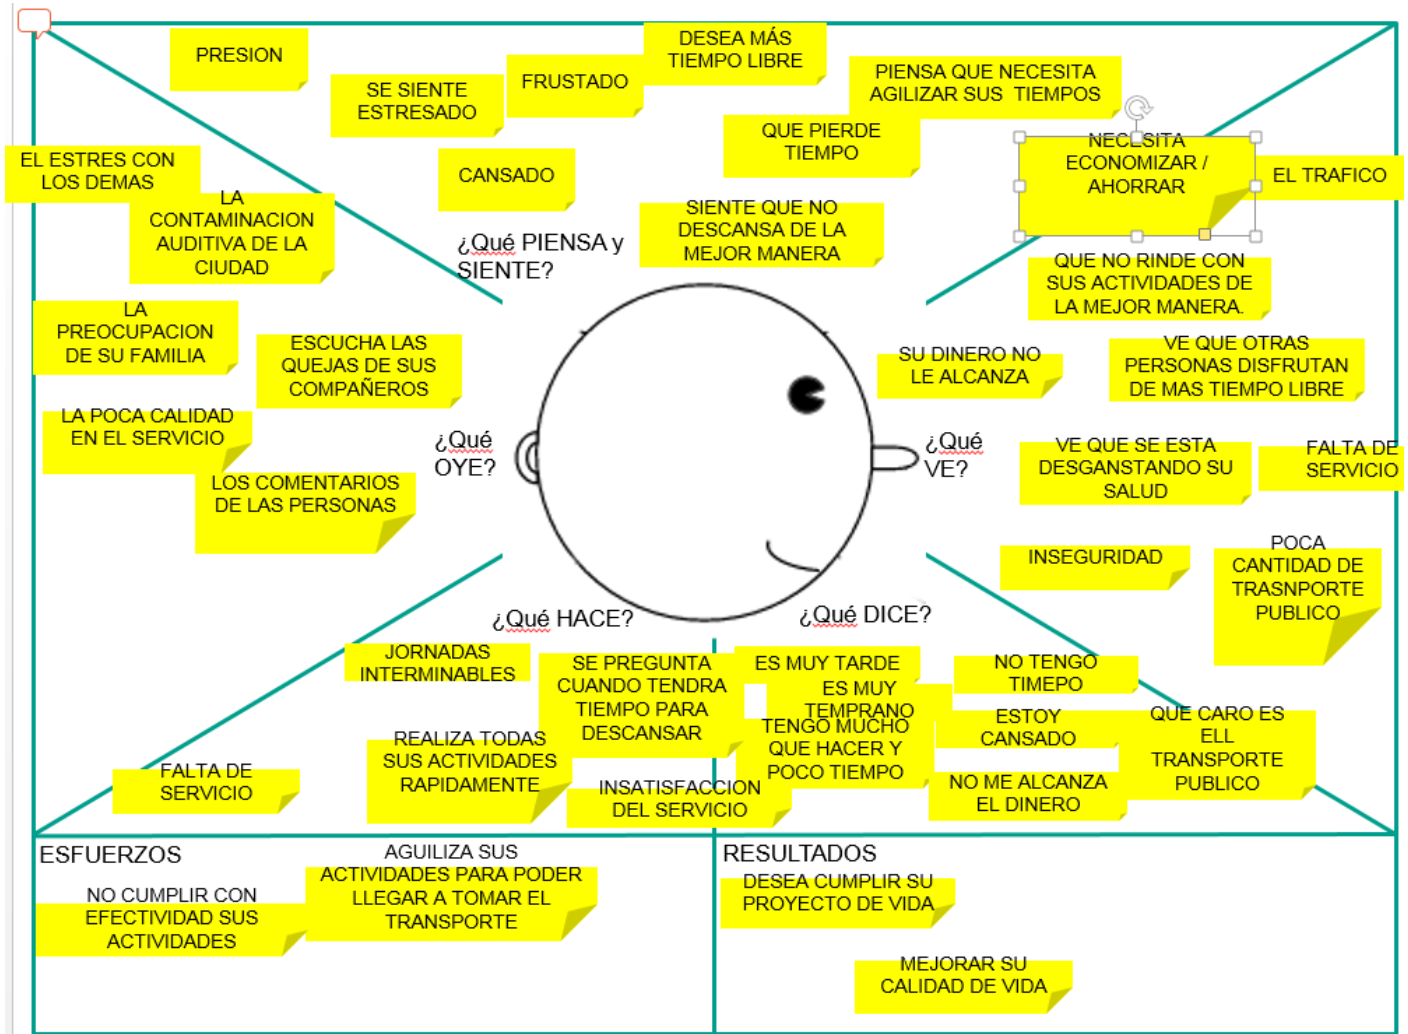 PRESION
SE SIENTE
ESTRESADO
FRUSTADO
DESEA MÁS
TIEMPO LIBRE
PIENSA QUE NECESITA
AGILIZAR SUS TIEMPOS
QUE PIERDE
TIEMPO
CANSADO
SIENTE QUE NO
DESCANSA DE LA
MEJOR MANERA
¿Qué PIENSA y
SIENTE?
NECESITA
ECONOMIZAR /
AHORRAR
EL TRAFICO
EL ESTRES CON
LOS DEMAS
LA
CONTAMINACION
AUDITIVA DE LA
CIUDAD
LA
PREOCUPACION
DE SU FAMILIA
ESCUCHA LAS
QUEJAS DE SUS
COMPAÑEROS
LA POCA CALIDAD
EN EL SERVICIO
LOS COMENTARIOS
DE LAS PERSONAS
¿Qué
OYE?
QUE NO RINDE CON
SUS ACTIVIDADES DE
LA MEJOR MANERA.
SU DINERO NO
LE ALCANZA
VE QUE OTRAS
PERSONAS DISFRUTAN
DE MAS TIEMPO LIBRE
¿Qué
VE?
VE QUE SE ESTA
DESGANSTANDO SU
SALUD
FALTA DE
SERVICIO
INSEGURIDAD
POCA
CANTIDAD DE
TRASNPORTE
PUBLICO
¿Qué HACE?
JORNADAS
INTERMINABLES
SE PREGUNTA
CUANDO TENDRA
TIEMPO PARA
DESCANSAR
REALIZA TODAS
SUS ACTIVIDADES
RAPIDAMENTE
FALTA DE
SERVICIO
INSATISFACCION
DEL SERVICIO
¿Qué DICE?
ES MUY TARDE
ES MUY
TEMPRANO
TENGO MUCHO
QUE HACER Y
POCO TIEMPO
NO TENGO
TIMEPO
ESTOY
CANSADO
NO ME ALCANZA
EL DINERO
QUE CARO ES
ELL
TRANSPORTE
PUBLICO
ESFUERZOS
NO CUMPLIR CON
EFECTIVIDAD SUS
ACTIVIDADES
AGUILIZA SUS
ACTIVIDADES PARA PODER
LLEGAR A TOMAR EL
TRANSPORTE
RESULTADOS
DESEA CUMPLIR SU
PROYECTO DE VIDA
MEJORAR SU
CALIDAD DE VIDA